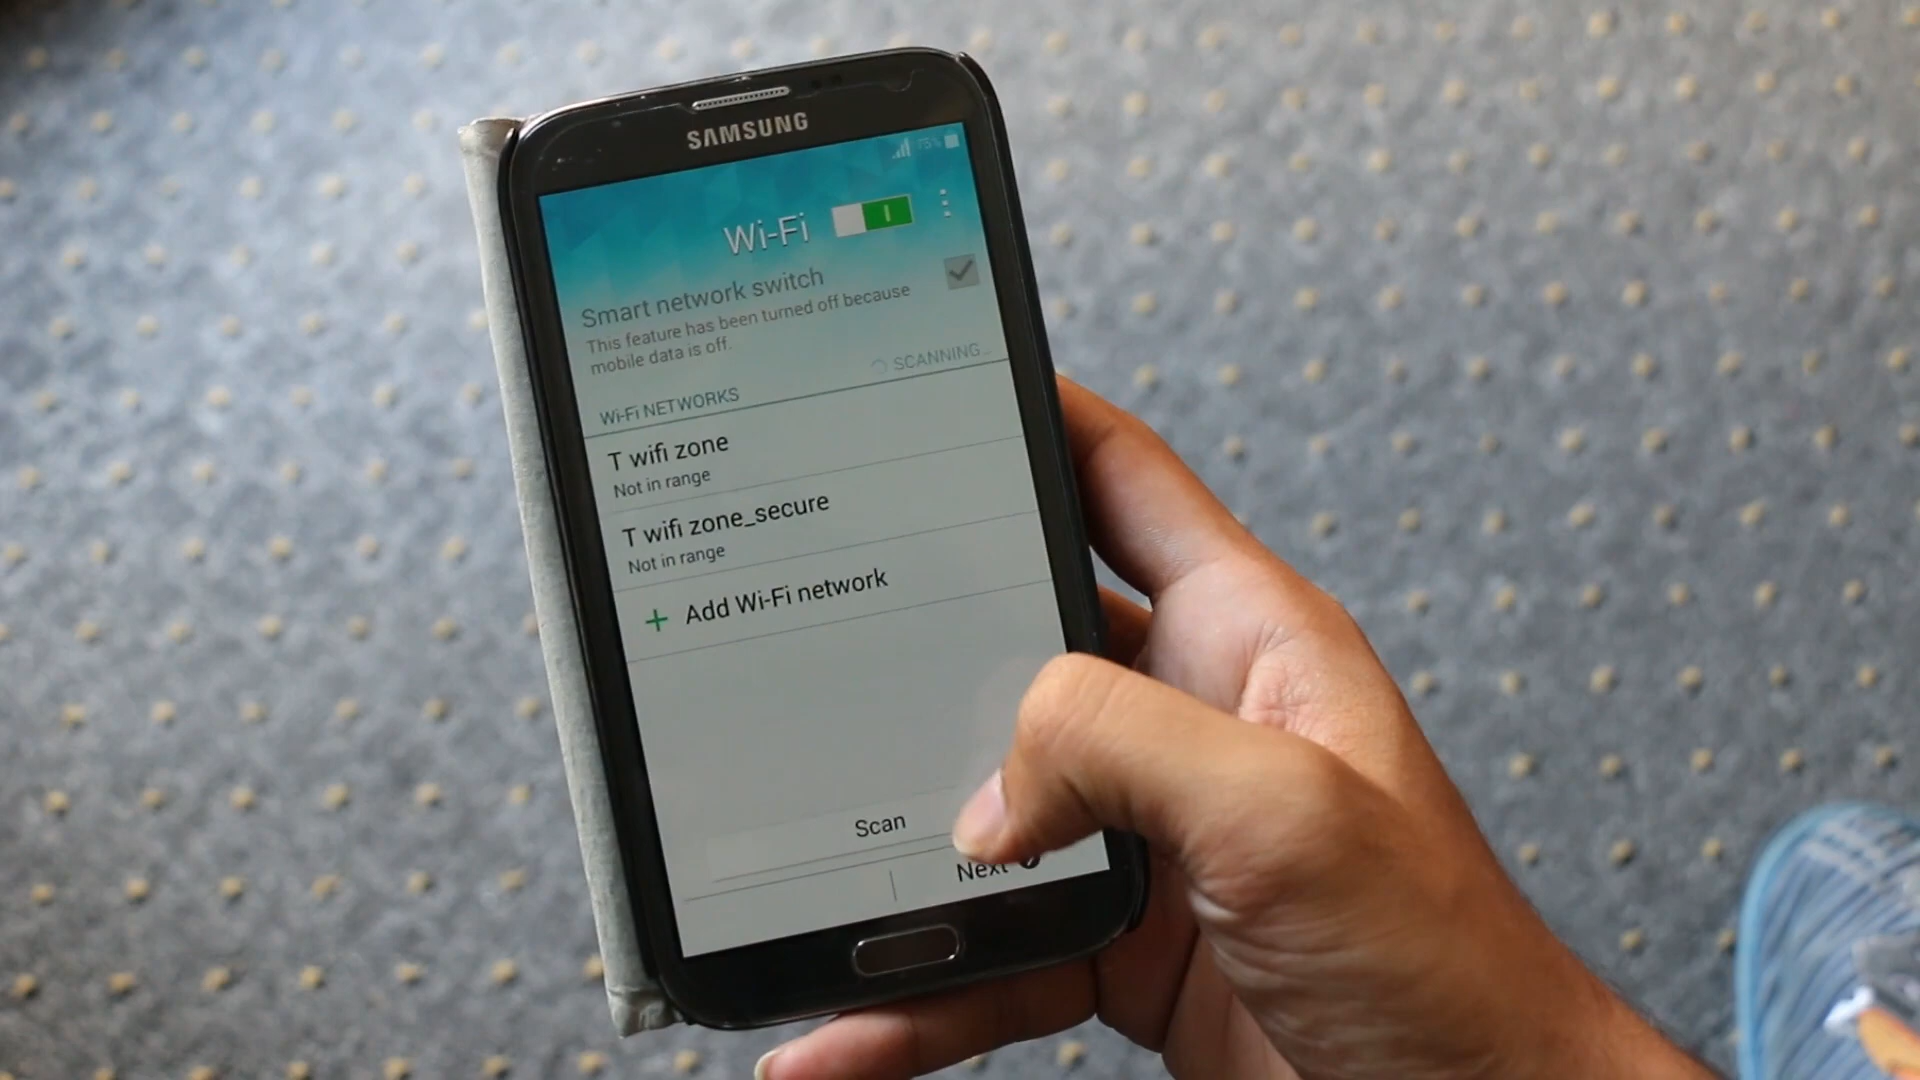 SAMSUNG
75%
Wi-Fi
Smart network switch
This feature has been turned off because
mobile data is off.
SCANNING...
Wi-Fi NETWORKS
T wifi zone
Not in range
T wifi zone_secure
Not in range
+ Add Wi-Fi network
Scan
Next